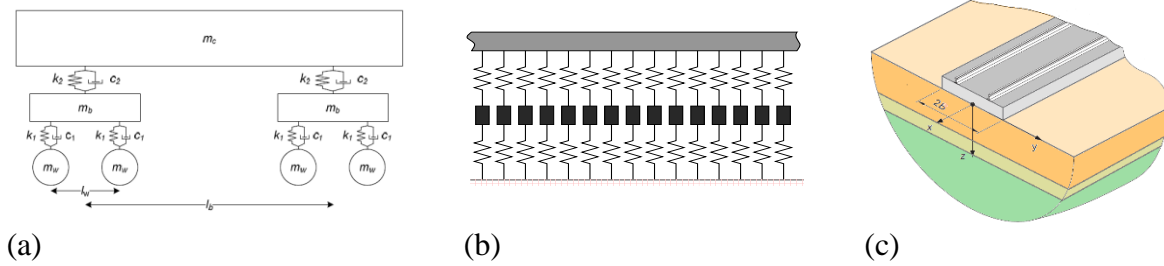 m_c
k_2 c_2 k_2 c_2
m_b m_b
k_1 c_1 k_1 c_1 k_1 c_1 k_1 c_1
m_w m_w m_w m_w
l_w
l_b
2b
x
y
z
(a) (b) (c)